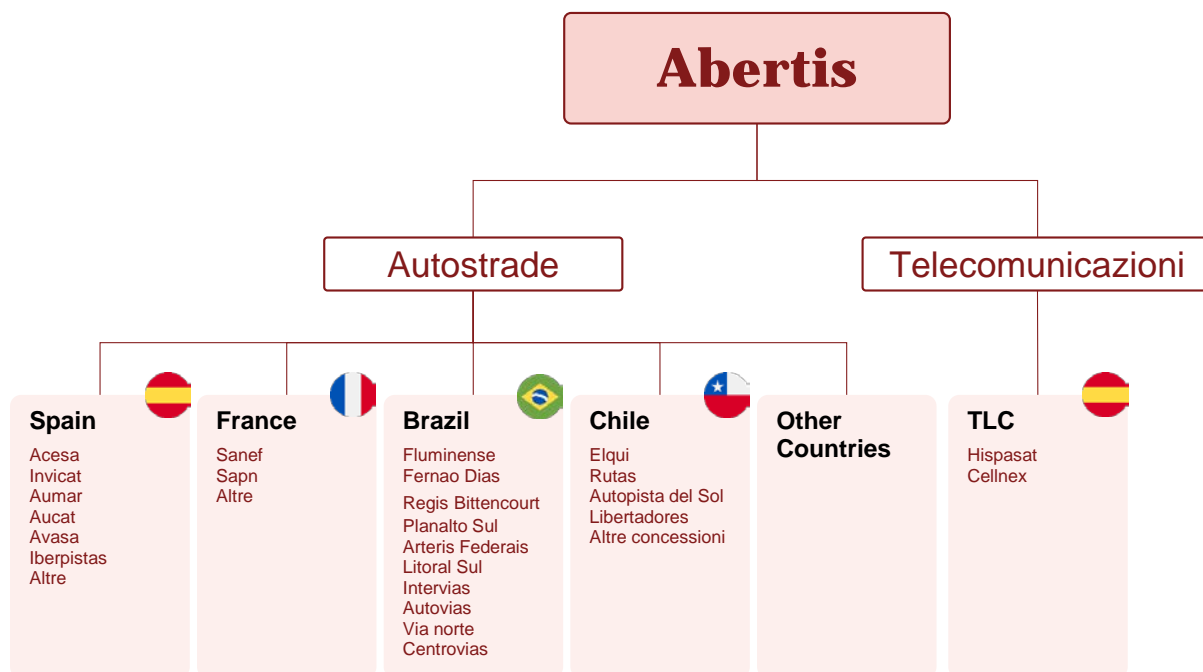 Abertis
Autostrade
Telecomunicazioni
Spain
Acesa
Invicat
Aumar
Aucat
Avasa
Iberpistas
Altre
France
Sanef
Sapn
Altre
Brazil
Fluminense
Fernao Dias
Regis Bittencourt
Planalto Sul
Arteris Federais
Litoral Sul
Intervias
Autovias
Via norte
Centrovias
Chile
Elqui
Rutas
Autopista del Sol
Libertadores
Altre concessioni
Other
Countries
TLC
Hispasat
Cellnex